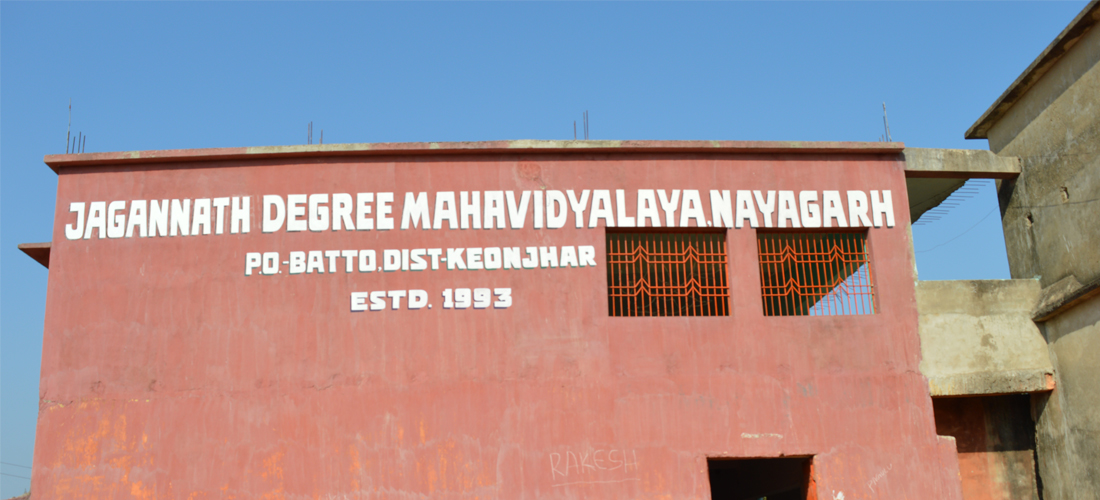 JAGANNATH DEGREE MAHAVIDYALAYA,NAYAGARH
P.O.-BATTO,DIST-KEONJHAR
ESTD. 1993
RAKESH